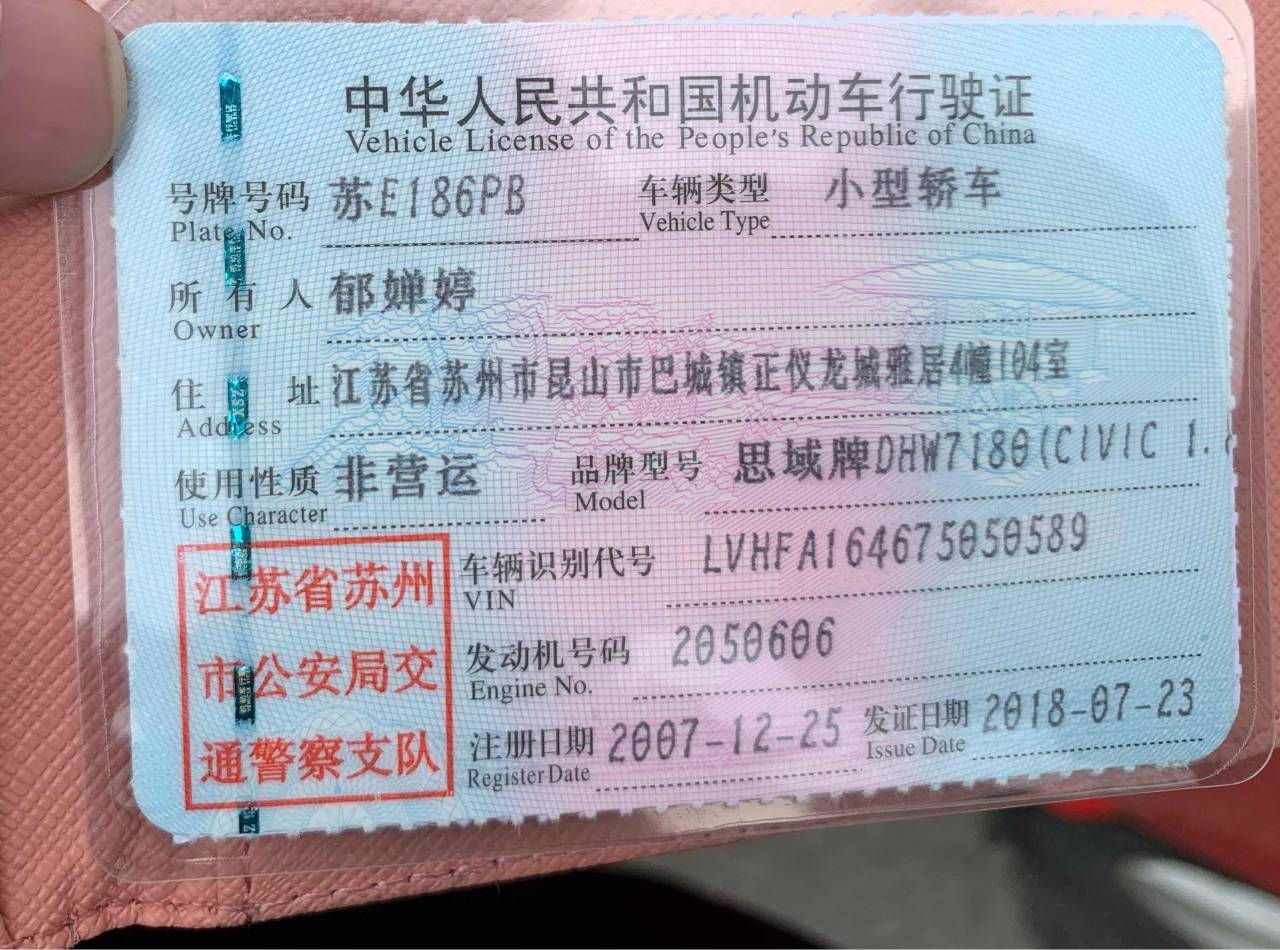 中华人民共和国机动车行驶证
Vehicle License of the People's Republic of China
号牌号码 苏E186PB 车辆类型 小型轿车
Plate No. Vehicle Type
所有人 郁婵婷
Owner
住址 江苏省苏州市昆山市巴城镇正仪龙城雅居4幢104室
Address
使用性质 非营运 品牌型号 思域牌DHW7180(CIVIC 1.
Use Character Model
江苏省苏州
市公安局交
通警察支队
车辆识别代号 LVHFA164675050589
VIN
发动机号码 2050606
Engine No.
注册日期 2007-12-25 发证日期 2018-07-23
Register Date Issue Date